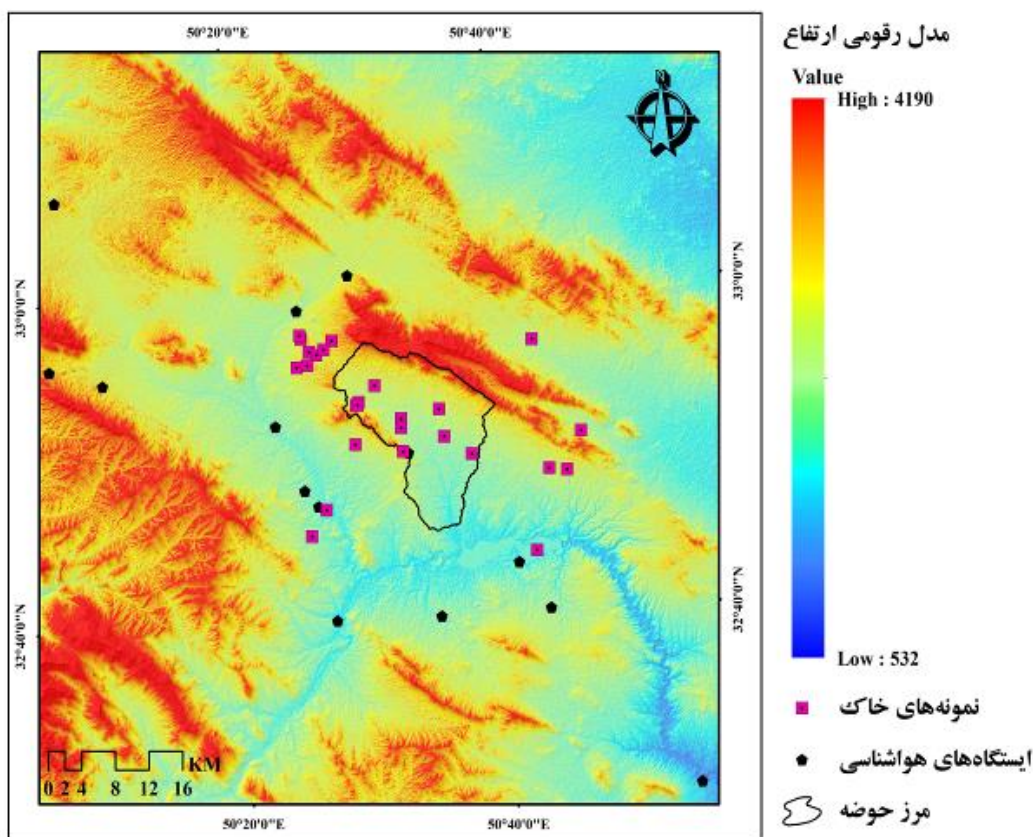 50°20'0"E
50°40'0"E
33°0'0"N
33°0'0"N
32°40'0"N
32°40'0"N
50°20'0"E
50°40'0"E
N
KM
0 2 4 8 12 16
مدل رقومی ارتفاع
Value
High : 4190
Low : 532
نمونه‌های خاک
ایستگاه‌های هواشناسی
مرز حوضه